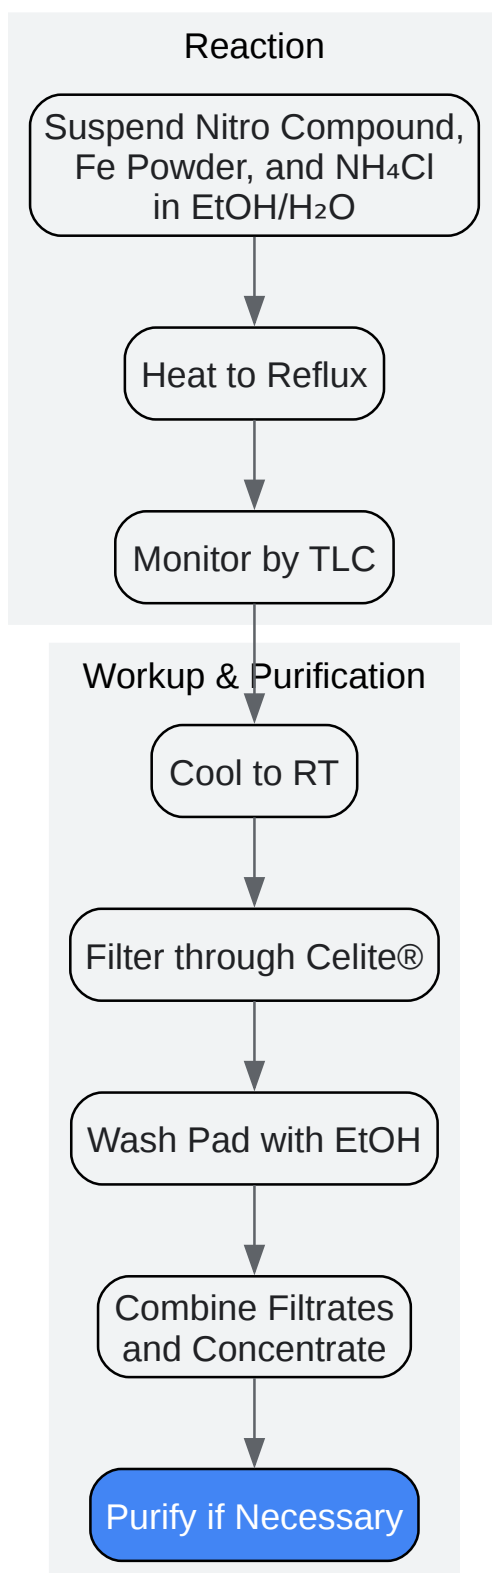 Reaction
Suspend Nitro Compound,
Fe Powder, and NH₄Cl
in EtOH/H₂O
Heat to Reflux
Monitor by TLC
Workup & Purification
Cool to RT
Filter through Celite®
Wash Pad with EtOH
Combine Filtrates
and Concentrate
Purify if Necessary